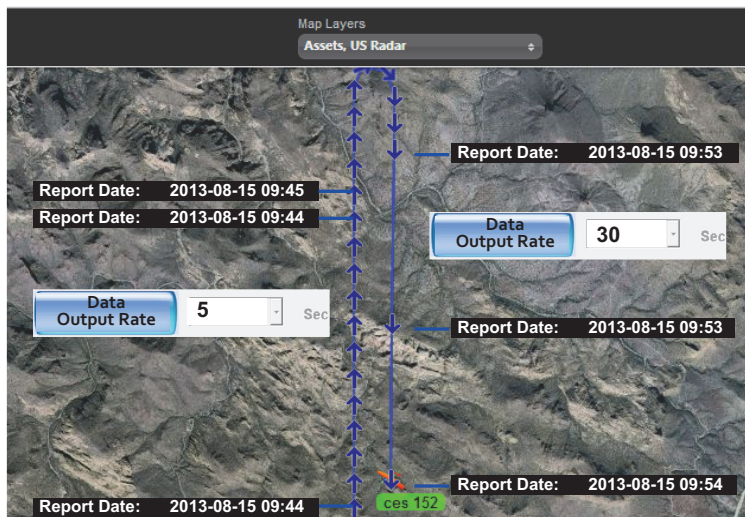 Map Layers
Assets, US Radar
Report Date: 2013-08-15 09:53
Report Date: 2013-08-15 09:45
Report Date: 2013-08-15 09:44
Data
Output Rate
30
Sec
Data
Output Rate
5
Sec
Report Date: 2013-08-15 09:53
Report Date: 2013-08-15 09:54
ces 152
Report Date: 2013-08-15 09:44